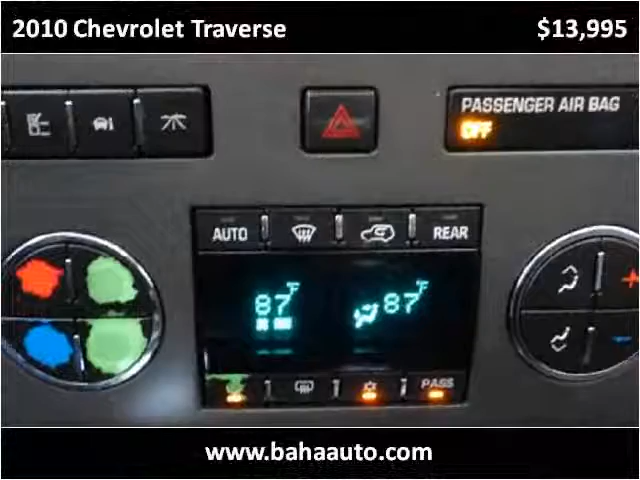 2010 Chevrolet Traverse $13,995
PASSENGER AIR BAG
OFF
AUTO REAR
87°F 87°F
PASS
www.bahaauto.com